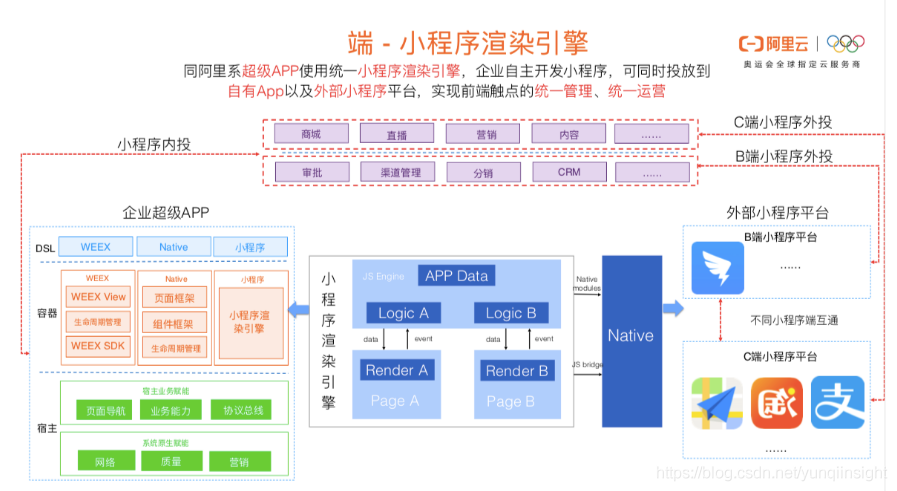 端 - 小程序渲染引擎
阿里云
奥运会全球指定云服务商
同阿里系超级APP使用统一小程序渲染引擎，企业自主开发小程序，可同时投放到
自有App以及外部小程序平台，实现前端触点的统一管理、统一运营
小程序内投
商城
直播
营销
内容
......
审批
渠道管理
分销
CRM
......
C端小程序外投
B端小程序外投
企业超级APP
DSL
WEEX
Native
小程序
容器
WEEX
WEEX View
生命周期管理
WEEX SDK
Native
页面框架
组件框架
生命周期管理
小程序
小程序渲
染引擎
宿主
宿主业务赋能
页面导航
业务能力
协议总线
系统原生赋能
网络
质量
营销
小程序渲染引擎
JS Engine
APP Data
Logic A
Logic B
data
event
data
event
Render A
Page A
Render B
Page B
Native
modules
JS bridge
Native
外部小程序平台
B端小程序平台
......
不同小程序端互通
C端小程序平台
淘
支
......
https://blog.csdn.net/yunqiinsight